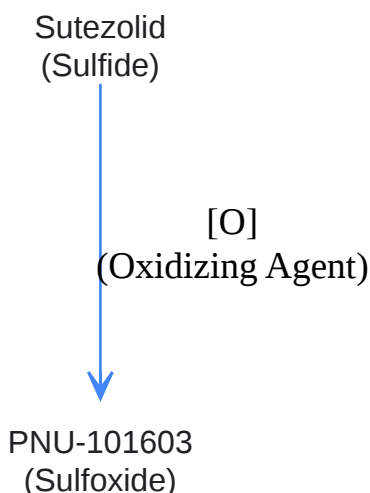 Sutezolid
(Sulfide)
[O]
(Oxidizing Agent)
PNU-101603
(Sulfoxide)